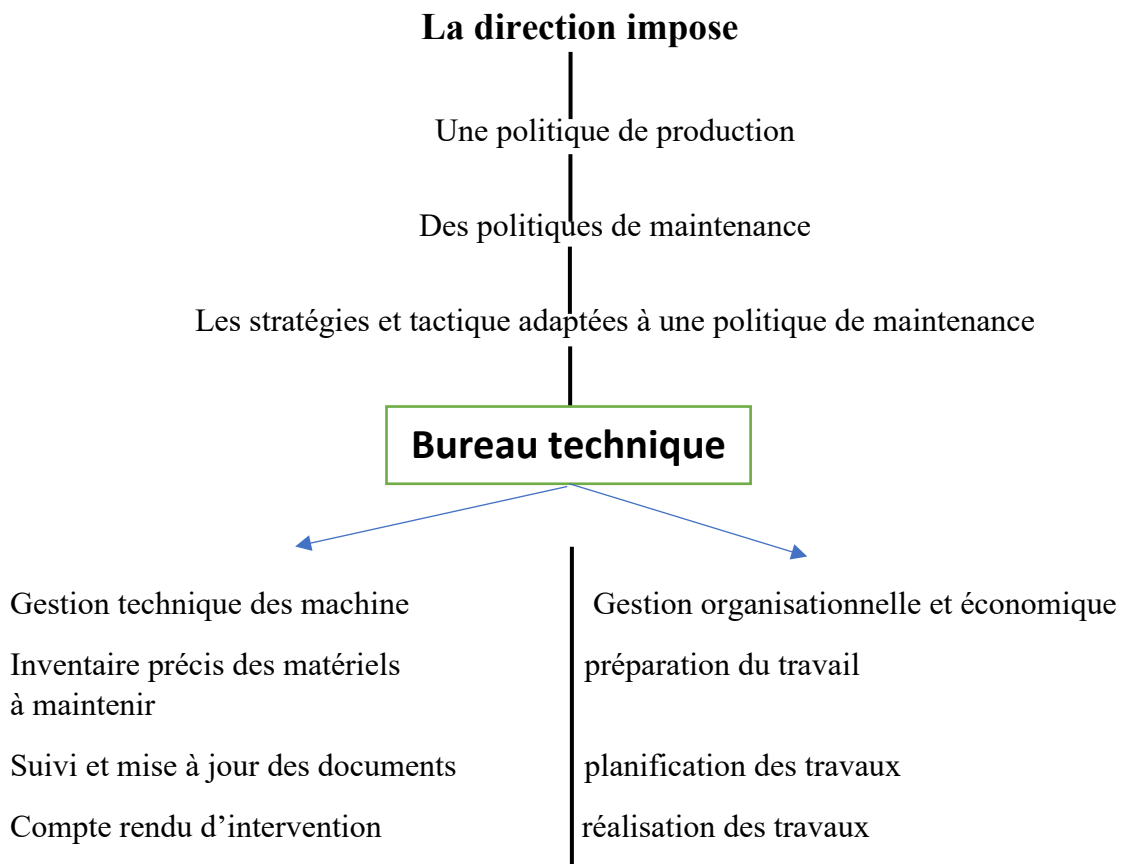 La direction impose
Une politique de production
Des politiques de maintenance
Les stratégies et tactique adaptées à une politique de maintenance
Bureau technique
Gestion technique des machine
Inventaire précis des matériels
à maintenir
Suivi et mise à jour des documents
Compte rendu d’intervention
Gestion organisationnelle et économique
préparation du travail
planification des travaux
réalisation des travaux